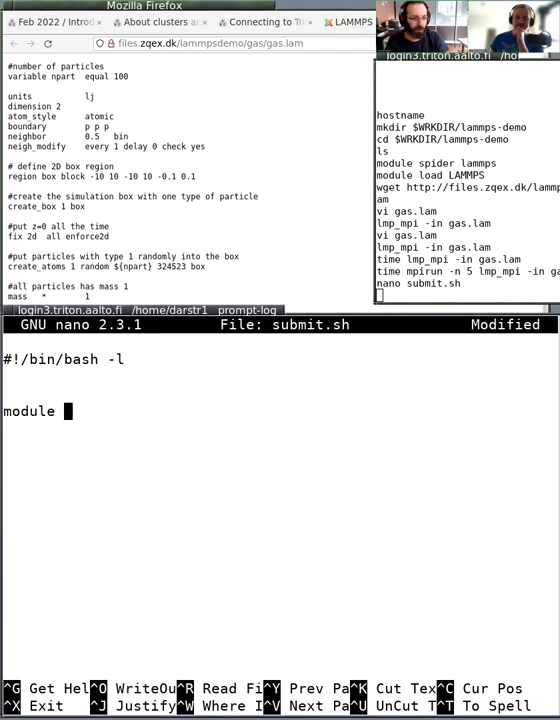 Mozilla Firefox
Feb 2022 / Introd × About clusters an × Connecting to Tri × LAMMPS
files.zqex.dk/lammpsdemo/gas/gas.lam
#number of particles
variable npart equal 100
units lj
dimension 2
atom_style atomic
boundary p p p
neighbor 0.5 bin
neigh_modify every 1 delay 0 check yes
# define 2D box region
region box block -10 10 -10 10 -0.1 0.1
#create the simulation box with one type of particle
create_box 1 box
#put z=0 all the time
fix 2d all enforce2d
#put particles with type 1 randomly into the box
create_atoms 1 random ${npart} 324523 box
#all particles has mass 1
mass * 1
login3.triton.aalto.fi /ho
hostname
mkdir $WRKDIR/lammps-demo
cd $WRKDIR/lammps-demo
ls
module spider lammps
module load LAMMPS
wget http://files.zqex.dk/lammp
am
vi gas.lam
lmp_mpi -in gas.lam
vi gas.lam
lmp_mpi -in gas.lam
time lmp_mpi -in gas.lam
time mpirun -n 5 lmp_mpi -in ga
nano submit.sh
login3.triton.aalto.fi /home/darstr1 prompt-log
GNU nano 2.3.1 File: submit.sh Modified
#!/bin/bash -l
module
^G Get Hel ^O WriteOu ^R Read Fi ^Y Prev Pa ^K Cut Tex ^C Cur Pos
^X Exit ^J Justify ^W Where I ^V Next Pa ^U UnCut T ^T To Spell